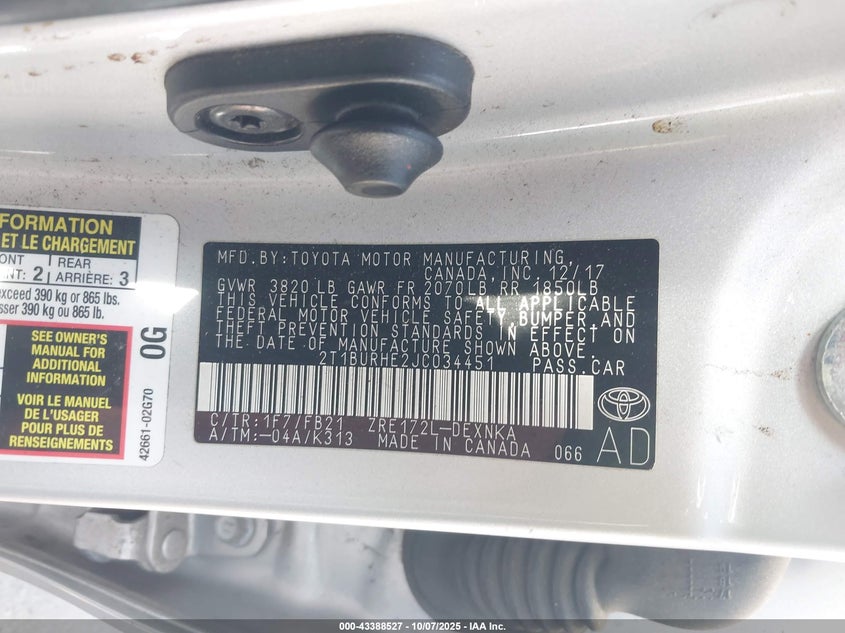 FORMATION
ET LE CHARGEMENT
ONT
NT: 2
REAR
ARRIÈRE: 3
exceed 390 kg or 865 lbs.
sser 390 kg ou 865 lb.
SEE OWNER'S
MANUAL FOR
ADDITIONAL
INFORMATION
VOIR LE MANUEL
DE L'USAGER
POUR PLUS DE
RENSEIGNEMENTS
0G
42661-02G70
MFD.BY:TOYOTA MOTOR MANUFACTURING,
CANADA,INC. 12/17
GVWR 3820LB GAWR FR 2070LB RR 1850LB
THIS VEHICLE CONFORMS TO ALL APPLICABLE
FEDERAL MOTOR VEHICLE SAFETY,BUMPER,AND
THEFT PREVENTION STANDARDS IN EFFECT ON
THE DATE OF MANUFACTURE SHOWN ABOVE.
2T1BURHE2JC034451 PASS.CAR
C/TR:1F7/FB21 ZRE172L-DEXNKA
A/TM:-04A/K313 MADE IN CANADA 066
AD
000-43388527 - 10/07/2025 - IAA Inc.